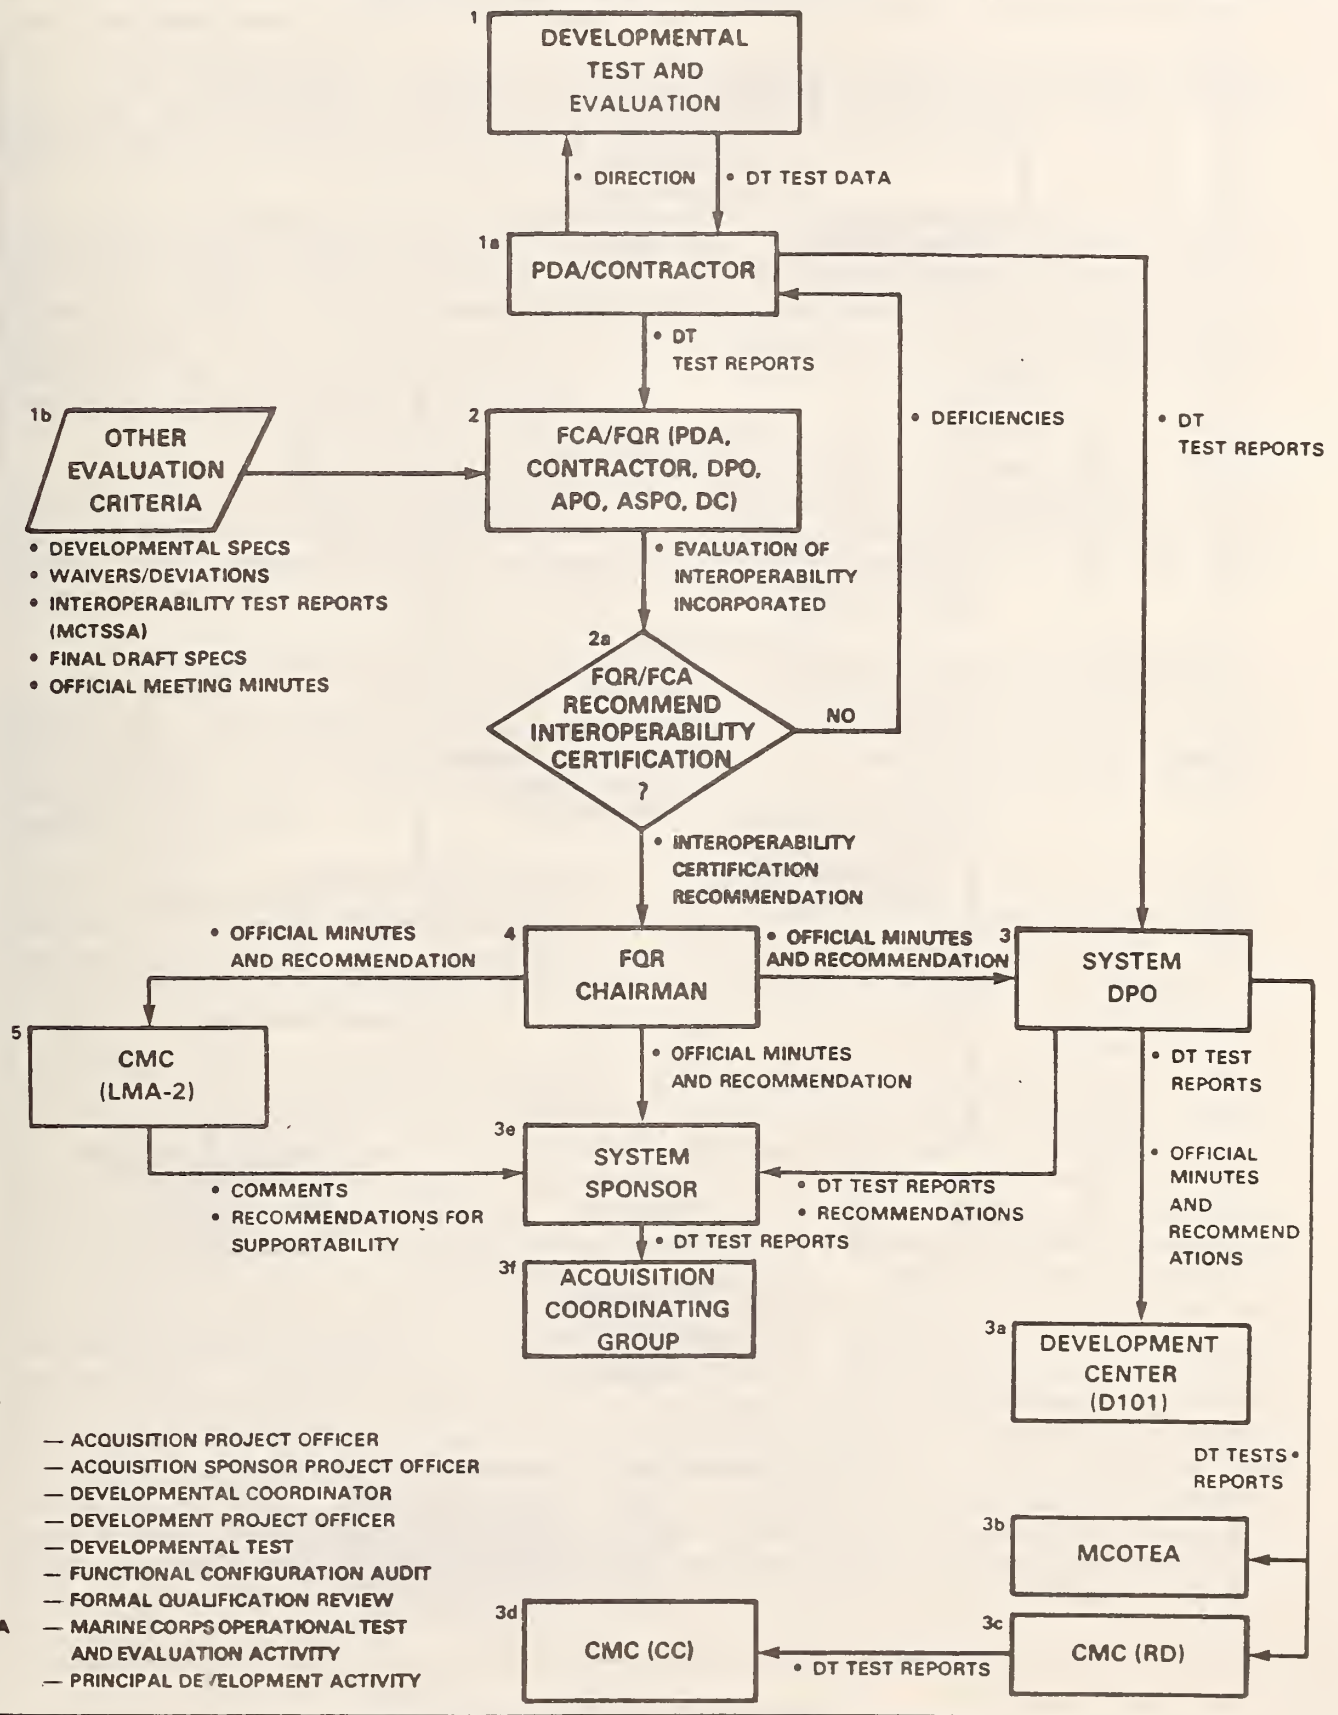 1
DEVELOPMENTAL
TEST AND
EVALUATION
• DIRECTION
• DT TEST DATA
1a
PDA/CONTRACTOR
• DT
TEST REPORTS
1b
OTHER
EVALUATION
CRITERIA
• DEVELOPMENTAL SPECS
• WAIVERS/DEVIATIONS
• INTEROPERABILITY TEST REPORTS
(MCTSSA)
• FINAL DRAFT SPECS
• OFFICIAL MEETING MINUTES
2
FCA/FQR (PDA,
CONTRACTOR, DPO,
APO, ASPO, DC)
• DEFICIENCIES
• DT
TEST REPORTS
• EVALUATION OF
INTEROPERABILITY
INCORPORATED
2a
FQR/FCA
RECOMMEND
INTEROPERABILITY
CERTIFICATION
?
NO
• INTEROPERABILITY
CERTIFICATION
RECOMMENDATION
• OFFICIAL MINUTES
AND RECOMMENDATION
4
FQR
CHAIRMAN
• OFFICIAL MINUTES
AND RECOMMENDATION
3
SYSTEM
DPO
5
CMC
(LMA-2)
• OFFICIAL MINUTES
AND RECOMMENDATION
• DT TEST
REPORTS
3e
SYSTEM
SPONSOR
• COMMENTS
• RECOMMENDATIONS FOR
SUPPORTABILITY
• DT TEST REPORTS
• RECOMMENDATIONS
• OFFICIAL
MINUTES
AND
RECOMMEND
ATIONS
• DT TEST REPORTS
3f
ACQUISITION
COORDINATING
GROUP
3a
DEVELOPMENT
CENTER
(D101)
— ACQUISITION PROJECT OFFICER
— ACQUISITION SPONSOR PROJECT OFFICER
— DEVELOPMENTAL COORDINATOR
— DEVELOPMENT PROJECT OFFICER
— DEVELOPMENTAL TEST
— FUNCTIONAL CONFIGURATION AUDIT
— FORMAL QUALIFICATION REVIEW
A — MARINE CORPS OPERATIONAL TEST
AND EVALUATION ACTIVITY
— PRINCIPAL DE/ELOPMENT ACTIVITY
DT TESTS •
REPORTS
3b
MCOTEA
3c
CMC (RD)
• DT TEST REPORTS
3d
CMC (CC)